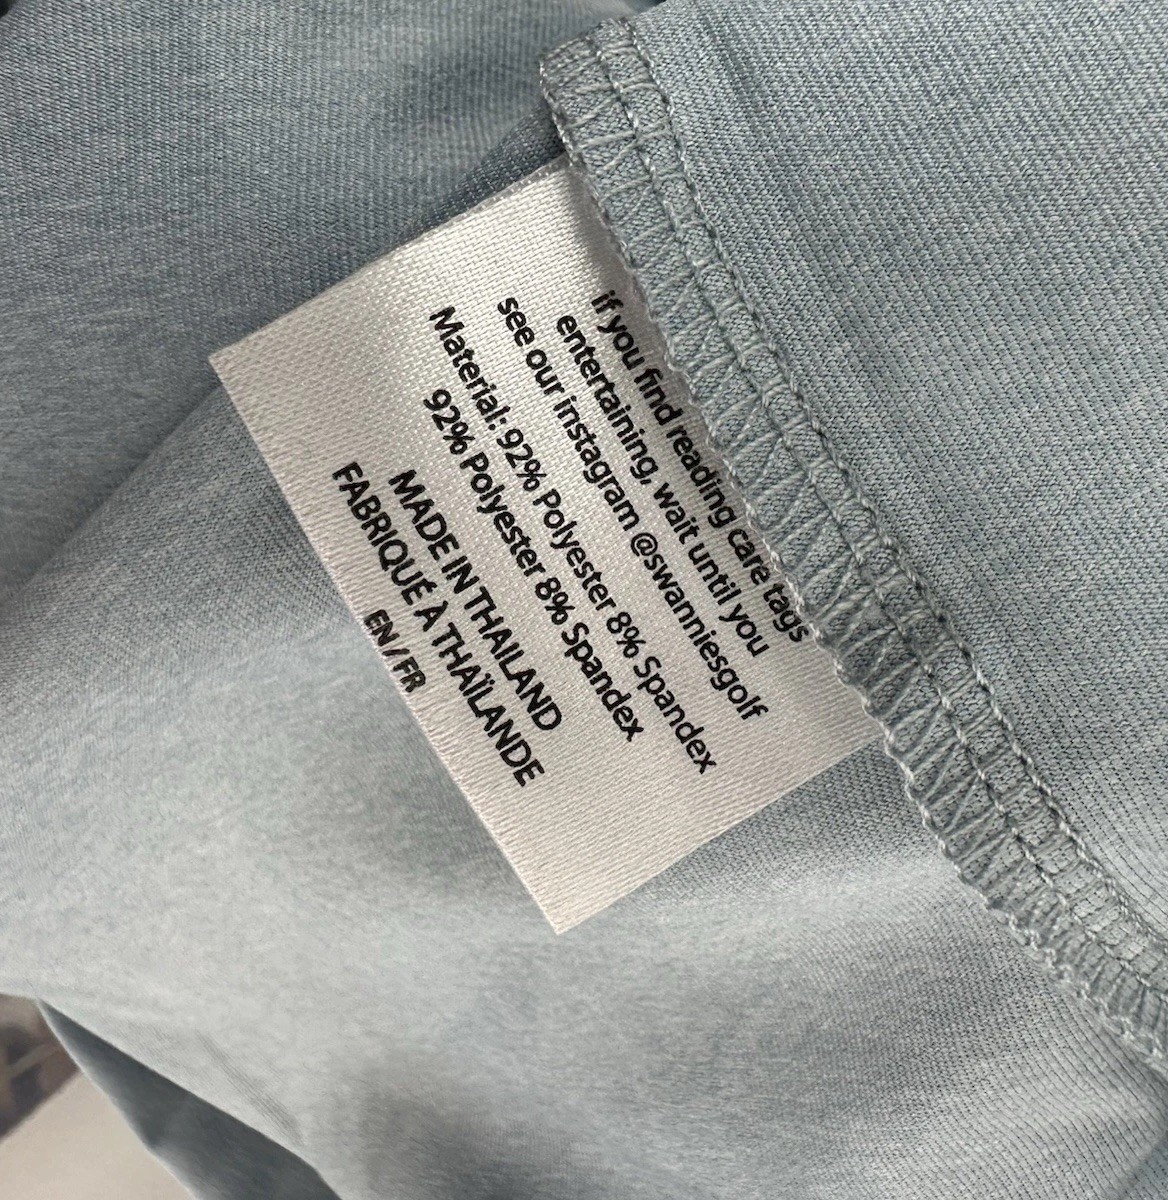 if you find reading care tags
entertaining, wait until you
see our instagram @swanniesgolf
Material: 92% Polyester 8% Spandex
92% Polyester 8% Spandex
MADE IN THAILAND
FABRIQUÉ À THAÏLANDE
EN / FR